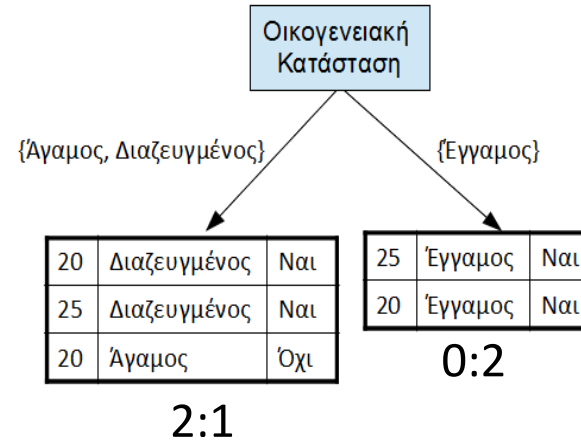 Οικογενειακή
Κατάσταση
{Άγαμος, Διαζευγμένος}
{Έγγαμος}
20 Διαζευγμένος Ναι
25 Διαζευγμένος Ναι
20 Άγαμος Όχι
2:1
25 Έγγαμος Ναι
20 Έγγαμος Ναι
0:2